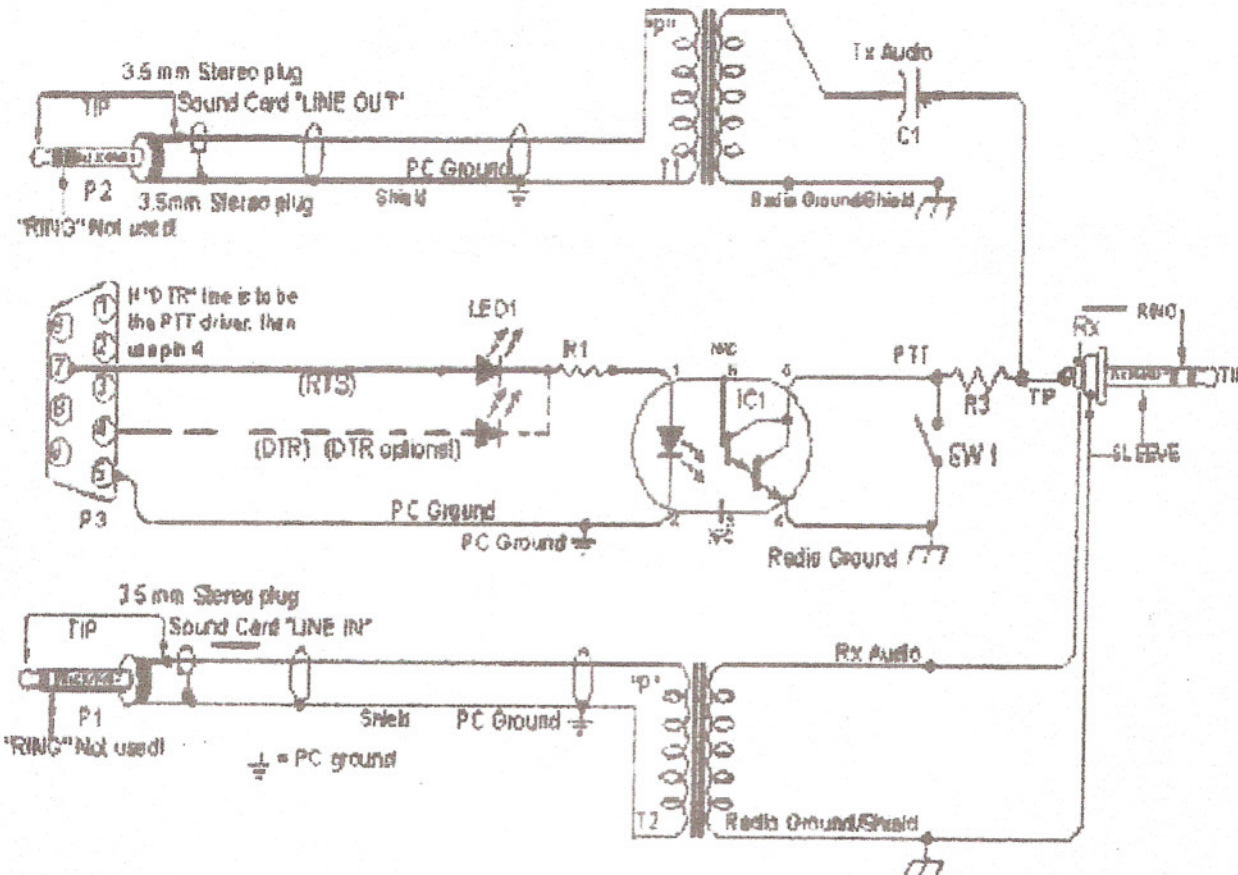 "P"
Tx Audio
3.5 mm Stereo plug
TIP
Sound Card "LINE OUT"
C1
PC Ground
T1
P2
3.5mm Stereo plug
Shield
Radio Ground/Shield
"RING" Not used!
If "DTR" line is to be
the PTT driver, then
use pin 4
LED1
R1
PTT
Rx
RING
1
2
3
4
5
7
8
(RTS)
1
5
IC1
R3
TIP
TIP
(DTR) (DTR optional)
SW1
SLEEVE
P3
PC Ground
2
4
PC Ground
Radio Ground
3.5 mm Stereo plug
TIP
Sound Card "LINE IN"
Rx Audio
"P"
P1
Shield
PC Ground
"RING" Not used!
= PC ground
T2
Radio Ground/Shield